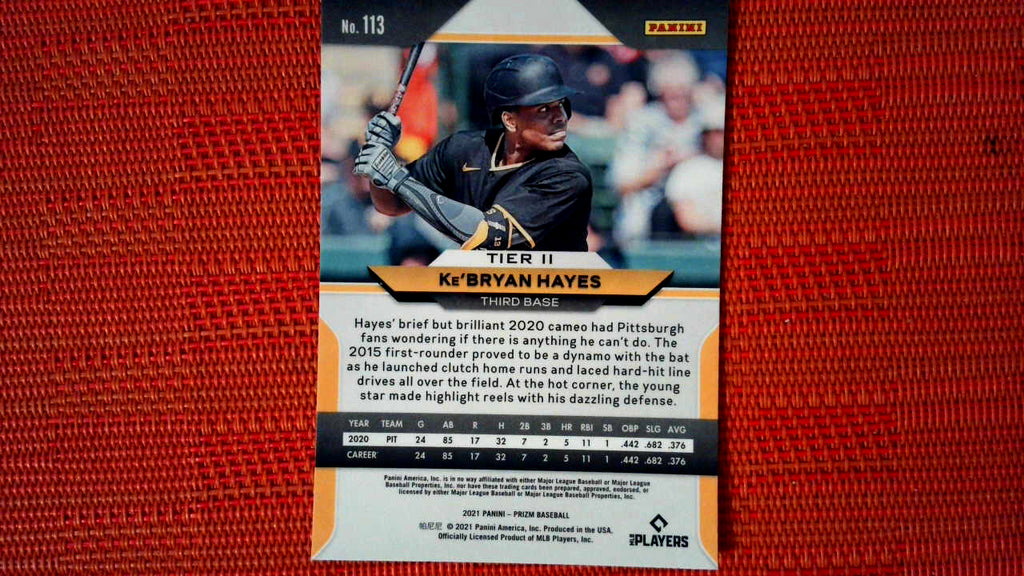 No. 113
PANINI
TIER II
KE'BRYAN HAYES
THIRD BASE
Hayes' brief but brilliant 2020 cameo had Pittsburgh
fans wondering if there is anything he can't do. The
2015 first-rounder proved to be a dynamo with the bat
as he launched clutch home runs and laced hard-hit line
drives all over the field. At the hot corner, the young
star made highlight reels with his dazzling defense.
YEAR TEAM G AB R H 2B 3B HR RBI SB OBP SLG AVG
2020 PIT 24 85 17 32 7 2 5 11 1 .442 .682 .376
CAREER 24 85 17 32 7 2 5 11 1 .442 .682 .376
Panini America, Inc. is in no way affiliated with either Major League Baseball or Major League
Baseball Properties, Inc. nor have these trading cards been prepared, approved, endorsed, or
licensed by either Major League Baseball or Major League Baseball Properties, Inc.
2021 PANINI – PRIZM BASEBALL
帕尼尼 © 2021 Panini America, Inc. Produced in the USA.
Officially Licensed Product of MLB Players, Inc.
MLB PLAYERS